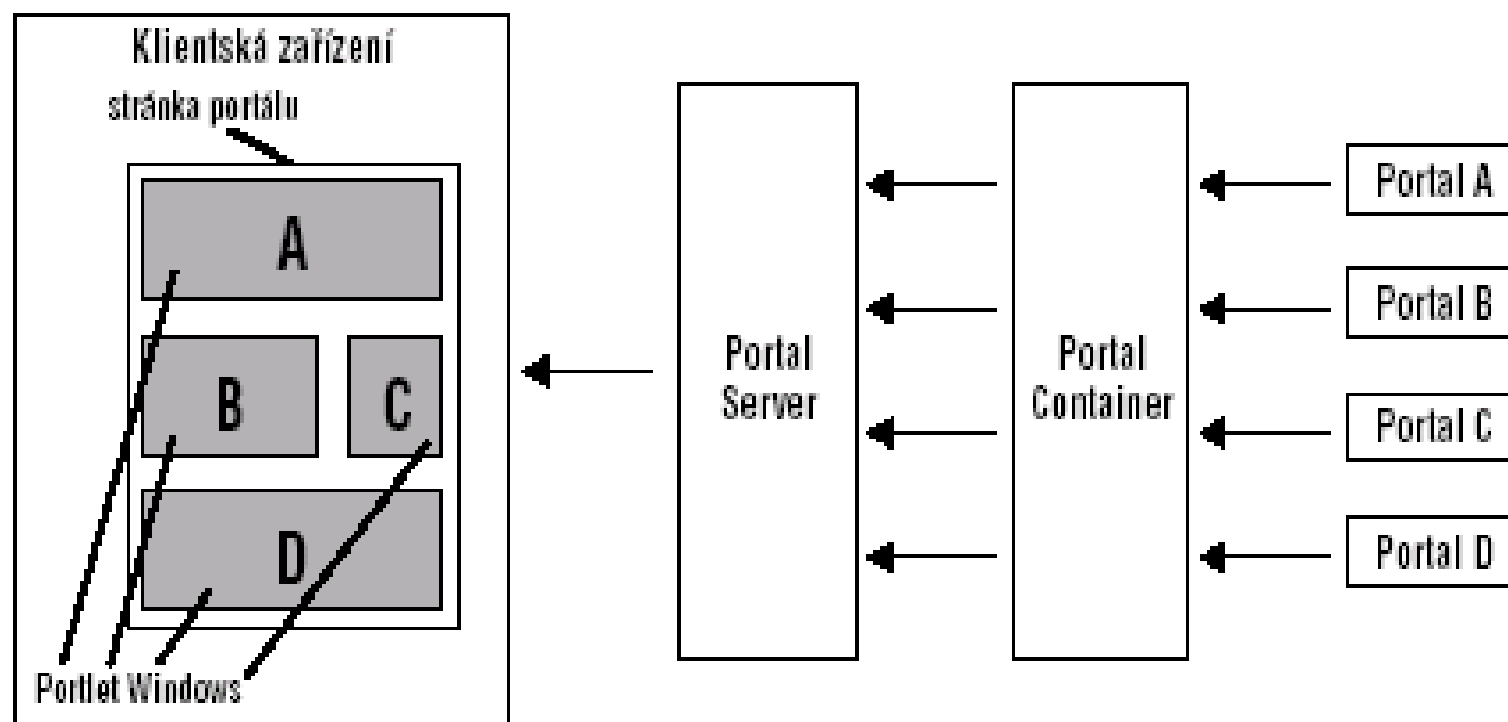 Klientská zařízení
stránka portálu
A
B
C
D
Portlet Windows
Portal
Server
Portal
Container
Portal A
Portal B
Portal C
Portal D